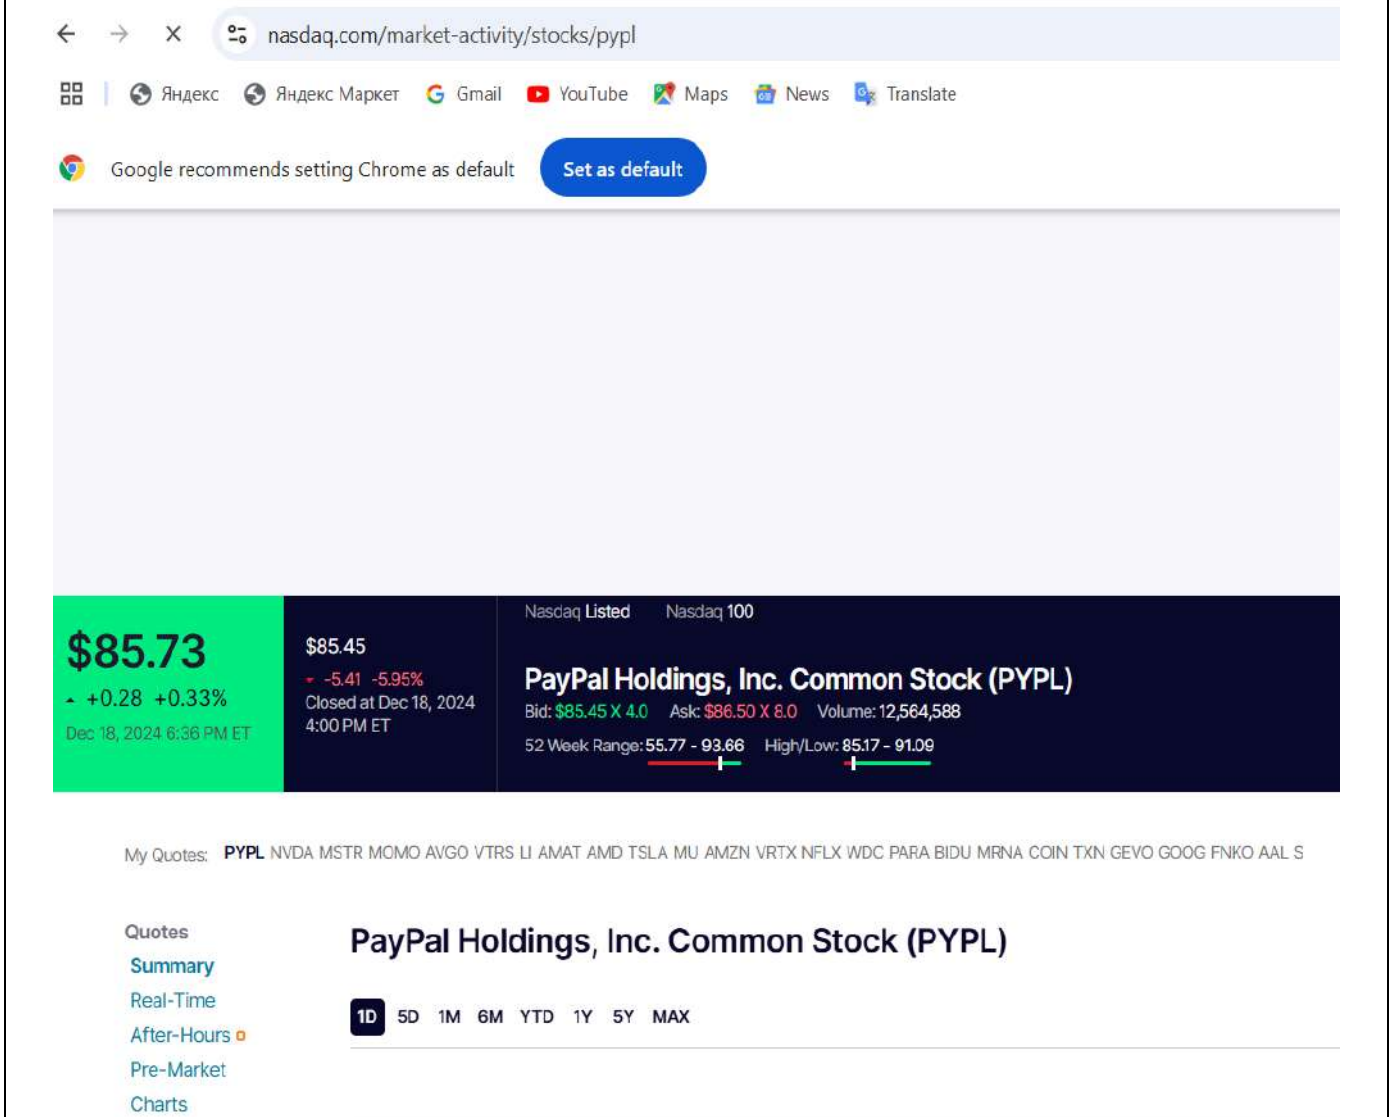 nasdaq.com/market-activity/stocks/pypl
Яндекс Яндекс Маркет Gmail YouTube Maps News Translate
Google recommends setting Chrome as default Set as default
Nasdaq Listed Nasdaq 100
$85.73
+0.28 +0.33%
Dec 18, 2024 6:36 PM ET
$85.45
-5.41 -5.95%
Closed at Dec 18, 2024
4:00 PM ET
PayPal Holdings, Inc. Common Stock (PYPL)
Bid: $85.45 X 4.0 Ask: $86.50 X 8.0 Volume: 12,564,588
52 Week Range: 55.77 - 93.66 High/Low: 85.17 - 91.09
My Quotes: PYPL NVDA MSTR MOMO AVGO VTRS LI AMAT AMD TSLA MU AMZN VRTX NFLX WDC PARA BIDU MRNA COIN TXN GEVO GOOG FNKO AAL S
Quotes
Summary
Real-Time
After-Hours
Pre-Market
Charts
PayPal Holdings, Inc. Common Stock (PYPL)
1D 5D 1M 6M YTD 1Y 5Y MAX